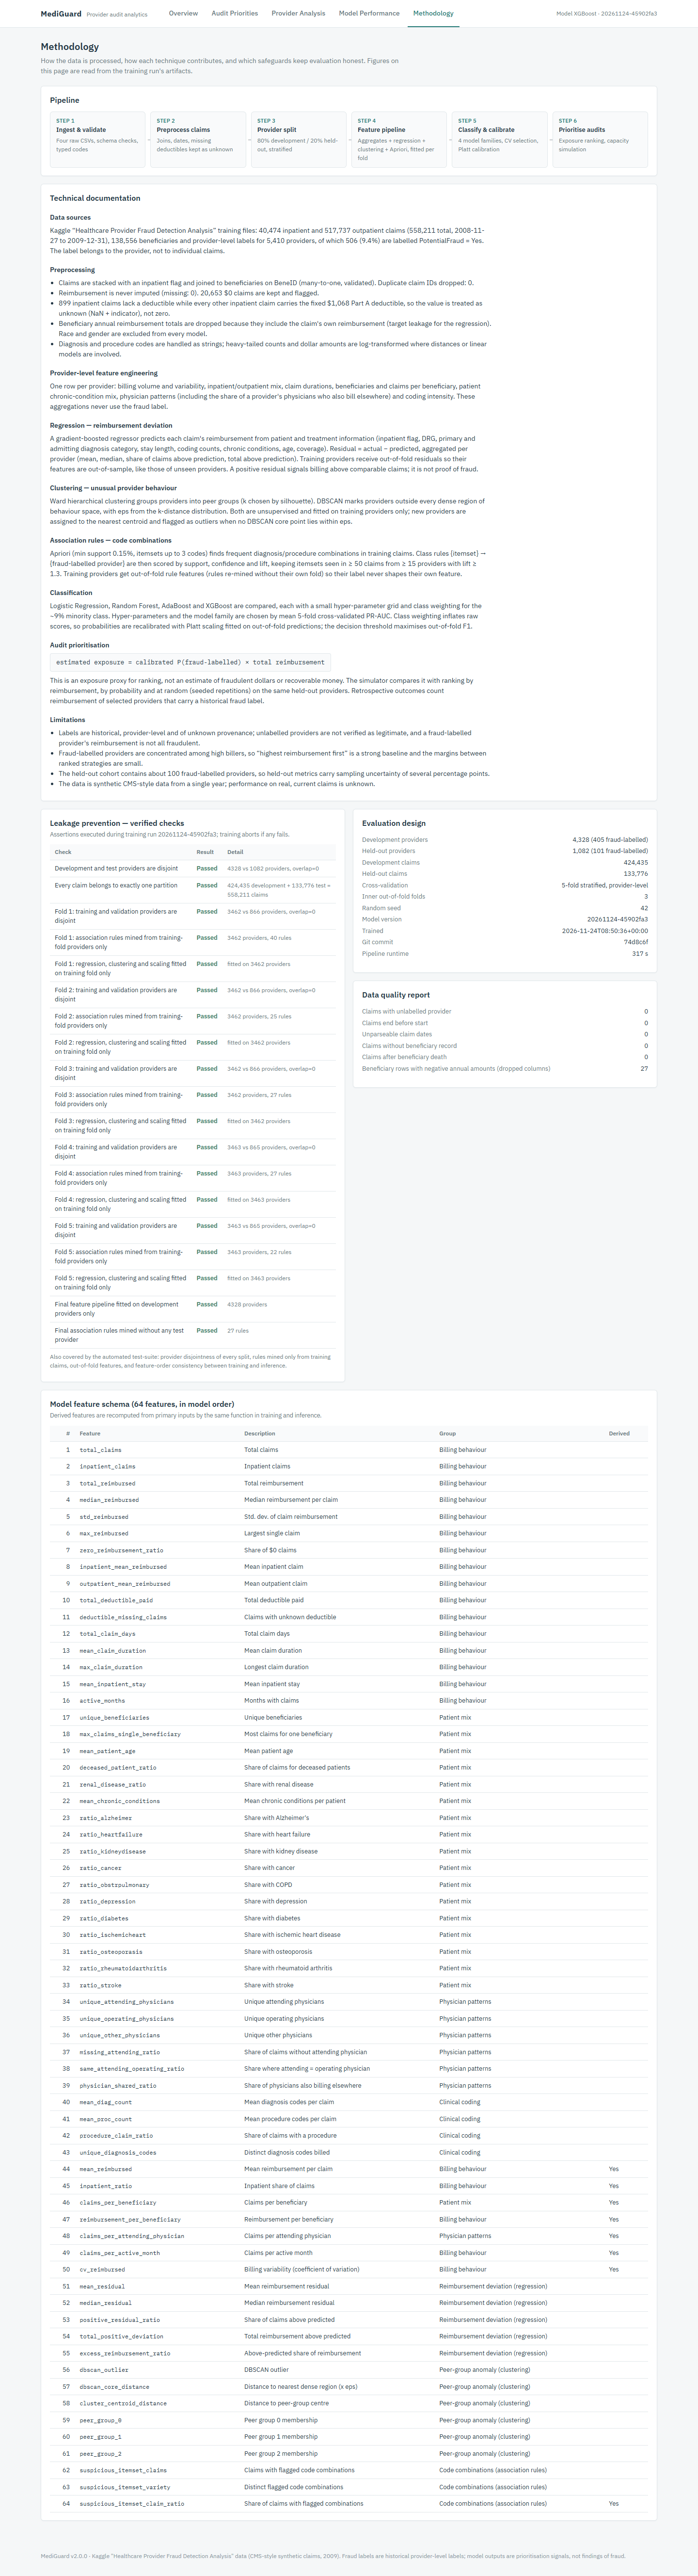 MediGuard Provider audit analytics
Overview
Audit Priorities
Provider Analysis
Model Performance
Methodology
Model XGBoost · 20261124-45902fa3
Methodology
How the data is processed, how each technique contributes, and which safeguards keep evaluation honest. Figures on
this page are read from the training run's artifacts.
Pipeline
STEP 1
Ingest & validate
Four raw CSVs, schema checks,
typed codes
STEP 2
Preprocess claims
Joins, dates, missing
deductibles kept as unknown
STEP 3
Provider split
80% development / 20% held-
out, stratified
STEP 4
Feature pipeline
Aggregates + regression +
clustering + Apriori, fitted per
fold
STEP 5
Classify & calibrate
4 model families, CV selection,
Platt calibration
STEP 6
Prioritise audits
Exposure ranking, capacity
simulation
Technical documentation
Data sources
Kaggle “Healthcare Provider Fraud Detection Analysis” training files: 40,474 inpatient and 517,737 outpatient claims (558,211 total, 2008-11-
27 to 2009-12-31), 138,556 beneficiaries and provider-level labels for 5,410 providers, of which 506 (9.4%) are labelled PotentialFraud = Yes.
The label belongs to the provider, not to individual claims.
Preprocessing
• Claims are stacked with an inpatient flag and joined to beneficiaries on BeneID (many-to-one, validated). Duplicate claim IDs dropped: 0.
• Reimbursement is never imputed (missing: 0). 20,653 $0 claims are kept and flagged.
• 899 inpatient claims lack a deductible while every other inpatient claim carries the fixed $1,068 Part A deductible, so the value is treated as
unknown (NaN + indicator), not zero.
• Beneficiary annual reimbursement totals are dropped because they include the claim's own reimbursement (target leakage for the regression).
Race and gender are excluded from every model.
• Diagnosis and procedure codes are handled as strings; heavy-tailed counts and dollar amounts are log-transformed where distances or linear
models are involved.
Provider-level feature engineering
One row per provider: billing volume and variability, inpatient/outpatient mix, claim durations, beneficiaries and claims per beneficiary, patient
chronic-condition mix, physician patterns (including the share of a provider's physicians who also bill elsewhere) and coding intensity. These
aggregations never use the fraud label.
Regression — reimbursement deviation
A gradient-boosted regressor predicts each claim's reimbursement from patient and treatment information (inpatient flag, DRG, primary and
admitting diagnosis category, stay length, coding counts, chronic conditions, age, coverage). Residual = actual − predicted, aggregated per
provider (mean, median, share of claims above prediction, total above prediction). Training providers receive out-of-fold residuals so their
features are out-of-sample, like those of unseen providers. A positive residual signals billing above comparable claims; it is not proof of fraud.
Clustering — unusual provider behaviour
Ward hierarchical clustering groups providers into peer groups (k chosen by silhouette). DBSCAN marks providers outside every dense region of
behaviour space, with eps from the k-distance distribution. Both are unsupervised and fitted on training providers only; new providers are
assigned to the nearest centroid and flagged as outliers when no DBSCAN core point lies within eps.
Association rules — code combinations
Apriori (min support 0.15%, itemsets up to 3 codes) finds frequent diagnosis/procedure combinations in training claims. Class rules {itemset} →
{fraud-labelled provider} are then scored by support, confidence and lift, keeping itemsets seen in ≥ 50 claims from ≥ 15 providers with lift ≥
1.3. Training providers get out-of-fold rule features (rules re-mined without their own fold) so their label never shapes their own feature.
Classification
Logistic Regression, Random Forest, AdaBoost and XGBoost are compared, each with a small hyper-parameter grid and class weighting for the
~9% minority class. Hyper-parameters and the model family are chosen by mean 5-fold cross-validated PR-AUC. Class weighting inflates raw
scores, so probabilities are recalibrated with Platt scaling fitted on out-of-fold predictions; the decision threshold maximises out-of-fold F1.
Audit prioritisation
estimated exposure = calibrated P(fraud-labelled) × total reimbursement
This is an exposure proxy for ranking, not an estimate of fraudulent dollars or recoverable money. The simulator compares it with ranking by
reimbursement, by probability and at random (seeded repetitions) on the same held-out providers. Retrospective outcomes count
reimbursement of selected providers that carry a historical fraud label.
Limitations
• Labels are historical, provider-level and of unknown provenance; unlabelled providers are not verified as legitimate, and a fraud-labelled
provider's reimbursement is not all fraudulent.
• Fraud-labelled providers are concentrated among high billers, so “highest reimbursement first” is a strong baseline and the margins between
ranked strategies are small.
• The held-out cohort contains about 100 fraud-labelled providers, so held-out metrics carry sampling uncertainty of several percentage points.
• The data is synthetic CMS-style data from a single year; performance on real, current claims is unknown.
Leakage prevention — verified checks
Assertions executed during training run 20261124-45902fa3; training aborts if any fails.
Check Result Detail
Development and test providers are disjoint Passed 4328 vs 1082 providers, overlap=0
Every claim belongs to exactly one partition Passed 424,435 development + 133,776 test =
558,211 claims
Fold 1: training and validation providers are Passed 3462 vs 866 providers, overlap=0
disjoint
Fold 1: association rules mined from training- Passed 3462 providers, 40 rules
fold providers only
Fold 1: regression, clustering and scaling fitted Passed fitted on 3462 providers
on training fold only
Fold 2: training and validation providers are Passed 3462 vs 866 providers, overlap=0
disjoint
Fold 2: association rules mined from training- Passed 3462 providers, 25 rules
fold providers only
Fold 2: regression, clustering and scaling fitted Passed fitted on 3462 providers
on training fold only
Fold 3: training and validation providers are Passed 3462 vs 866 providers, overlap=0
disjoint
Fold 3: association rules mined from training- Passed 3462 providers, 27 rules
fold providers only
Fold 3: regression, clustering and scaling fitted Passed fitted on 3462 providers
on training fold only
Fold 4: training and validation providers are Passed 3463 vs 865 providers, overlap=0
disjoint
Fold 4: association rules mined from training- Passed 3463 providers, 27 rules
fold providers only
Fold 4: regression, clustering and scaling fitted Passed fitted on 3463 providers
on training fold only
Fold 5: training and validation providers are Passed 3463 vs 865 providers, overlap=0
disjoint
Fold 5: association rules mined from training- Passed 3463 providers, 22 rules
fold providers only
Fold 5: regression, clustering and scaling fitted Passed fitted on 3463 providers
on training fold only
Final feature pipeline fitted on development Passed 4328 providers
providers only
Final association rules mined without any test Passed 27 rules
provider
Also covered by the automated test-suite: provider disjointness of every split, rules mined only from training
claims, out-of-fold features, and feature-order consistency between training and inference.
Evaluation design
Development providers 4,328 (405 fraud-labelled)
Held-out providers 1,082 (101 fraud-labelled)
Development claims 424,435
Held-out claims 133,776
Cross-validation 5-fold stratified, provider-level
Inner out-of-fold folds 3
Random seed 42
Model version 20261124-45902fa3
Trained 2026-11-24T08:50:36+00:00
Git commit 74d8c6f
Pipeline runtime 317 s
Data quality report
Claims with unlabelled provider 0
Claims end before start 0
Unparseable claim dates 0
Claims without beneficiary record 0
Claims after beneficiary death 0
Beneficiary rows with negative annual amounts (dropped columns) 27
Model feature schema (64 features, in model order)
Derived features are recomputed from primary inputs by the same function in training and inference.
# Feature Description Group Derived
1 total_claims Total claims Billing behaviour
2 inpatient_claims Inpatient claims Billing behaviour
3 total_reimbursed Total reimbursement Billing behaviour
4 median_reimbursed Median reimbursement per claim Billing behaviour
5 std_reimbursed Std. dev. of claim reimbursement Billing behaviour
6 max_reimbursed Largest single claim Billing behaviour
7 zero_reimbursement_ratio Share of $0 claims Billing behaviour
8 inpatient_mean_reimbursed Mean inpatient claim Billing behaviour
9 outpatient_mean_reimbursed Mean outpatient claim Billing behaviour
10 total_deductible_paid Total deductible paid Billing behaviour
11 deductible_missing_claims Claims with unknown deductible Billing behaviour
12 total_claim_days Total claim days Billing behaviour
13 mean_claim_duration Mean claim duration Billing behaviour
14 max_claim_duration Longest claim duration Billing behaviour
15 mean_inpatient_stay Mean inpatient stay Billing behaviour
16 active_months Months with claims Billing behaviour
17 unique_beneficiaries Unique beneficiaries Patient mix
18 max_claims_single_beneficiary Most claims for one beneficiary Patient mix
19 mean_patient_age Mean patient age Patient mix
20 deceased_patient_ratio Share of claims for deceased patients Patient mix
21 renal_disease_ratio Share with renal disease Patient mix
22 mean_chronic_conditions Mean chronic conditions per patient Patient mix
23 ratio_alzheimer Share with Alzheimer's Patient mix
24 ratio_heartfailure Share with heart failure Patient mix
25 ratio_kidneydisease Share with kidney disease Patient mix
26 ratio_cancer Share with cancer Patient mix
27 ratio_obstrpulmonary Share with COPD Patient mix
28 ratio_depression Share with depression Patient mix
29 ratio_diabetes Share with diabetes Patient mix
30 ratio_ischemicheart Share with ischemic heart disease Patient mix
31 ratio_osteoporasis Share with osteoporosis Patient mix
32 ratio_rheumatoidarthritis Share with rheumatoid arthritis Patient mix
33 ratio_stroke Share with stroke Patient mix
34 unique_attending_physicians Unique attending physicians Physician patterns
35 unique_operating_physicians Unique operating physicians Physician patterns
36 unique_other_physicians Unique other physicians Physician patterns
37 missing_attending_ratio Share of claims without attending physician Physician patterns
38 same_attending_operating_ratio Share where attending = operating physician Physician patterns
39 physician_shared_ratio Share of physicians also billing elsewhere Physician patterns
40 mean_diag_count Mean diagnosis codes per claim Clinical coding
41 mean_proc_count Mean procedure codes per claim Clinical coding
42 procedure_claim_ratio Share of claims with a procedure Clinical coding
43 unique_diagnosis_codes Distinct diagnosis codes billed Clinical coding
44 mean_reimbursed Mean reimbursement per claim Billing behaviour Yes
45 inpatient_ratio Inpatient share of claims Billing behaviour Yes
46 claims_per_beneficiary Claims per beneficiary Patient mix Yes
47 reimbursement_per_beneficiary Reimbursement per beneficiary Billing behaviour Yes
48 claims_per_attending_physician Claims per attending physician Physician patterns Yes
49 claims_per_active_month Claims per active month Billing behaviour Yes
50 cv_reimbursed Billing variability (coefficient of variation) Billing behaviour Yes
51 mean_residual Mean reimbursement residual Reimbursement deviation (regression)
52 median_residual Median reimbursement residual Reimbursement deviation (regression)
53 positive_residual_ratio Share of claims above predicted Reimbursement deviation (regression)
54 total_positive_deviation Total reimbursement above predicted Reimbursement deviation (regression)
55 excess_reimbursement_ratio Above-predicted share of reimbursement Reimbursement deviation (regression)
56 dbscan_outlier DBSCAN outlier Peer-group anomaly (clustering)
57 dbscan_core_distance Distance to nearest dense region (x eps) Peer-group anomaly (clustering)
58 cluster_centroid_distance Distance to peer-group centre Peer-group anomaly (clustering)
59 peer_group_0 Peer group 0 membership Peer-group anomaly (clustering)
60 peer_group_1 Peer group 1 membership Peer-group anomaly (clustering)
61 peer_group_2 Peer group 2 membership Peer-group anomaly (clustering)
62 suspicious_itemset_claims Claims with flagged code combinations Code combinations (association rules)
63 suspicious_itemset_variety Distinct flagged code combinations Code combinations (association rules)
64 suspicious_itemset_claim_ratio Share of claims with flagged combinations Code combinations (association rules) Yes
MediGuard v2.0.0 · Kaggle “Healthcare Provider Fraud Detection Analysis” data (CMS-style synthetic claims, 2009). Fraud labels are historical provider-level labels; model outputs are prioritisation signals, not findings of fraud.